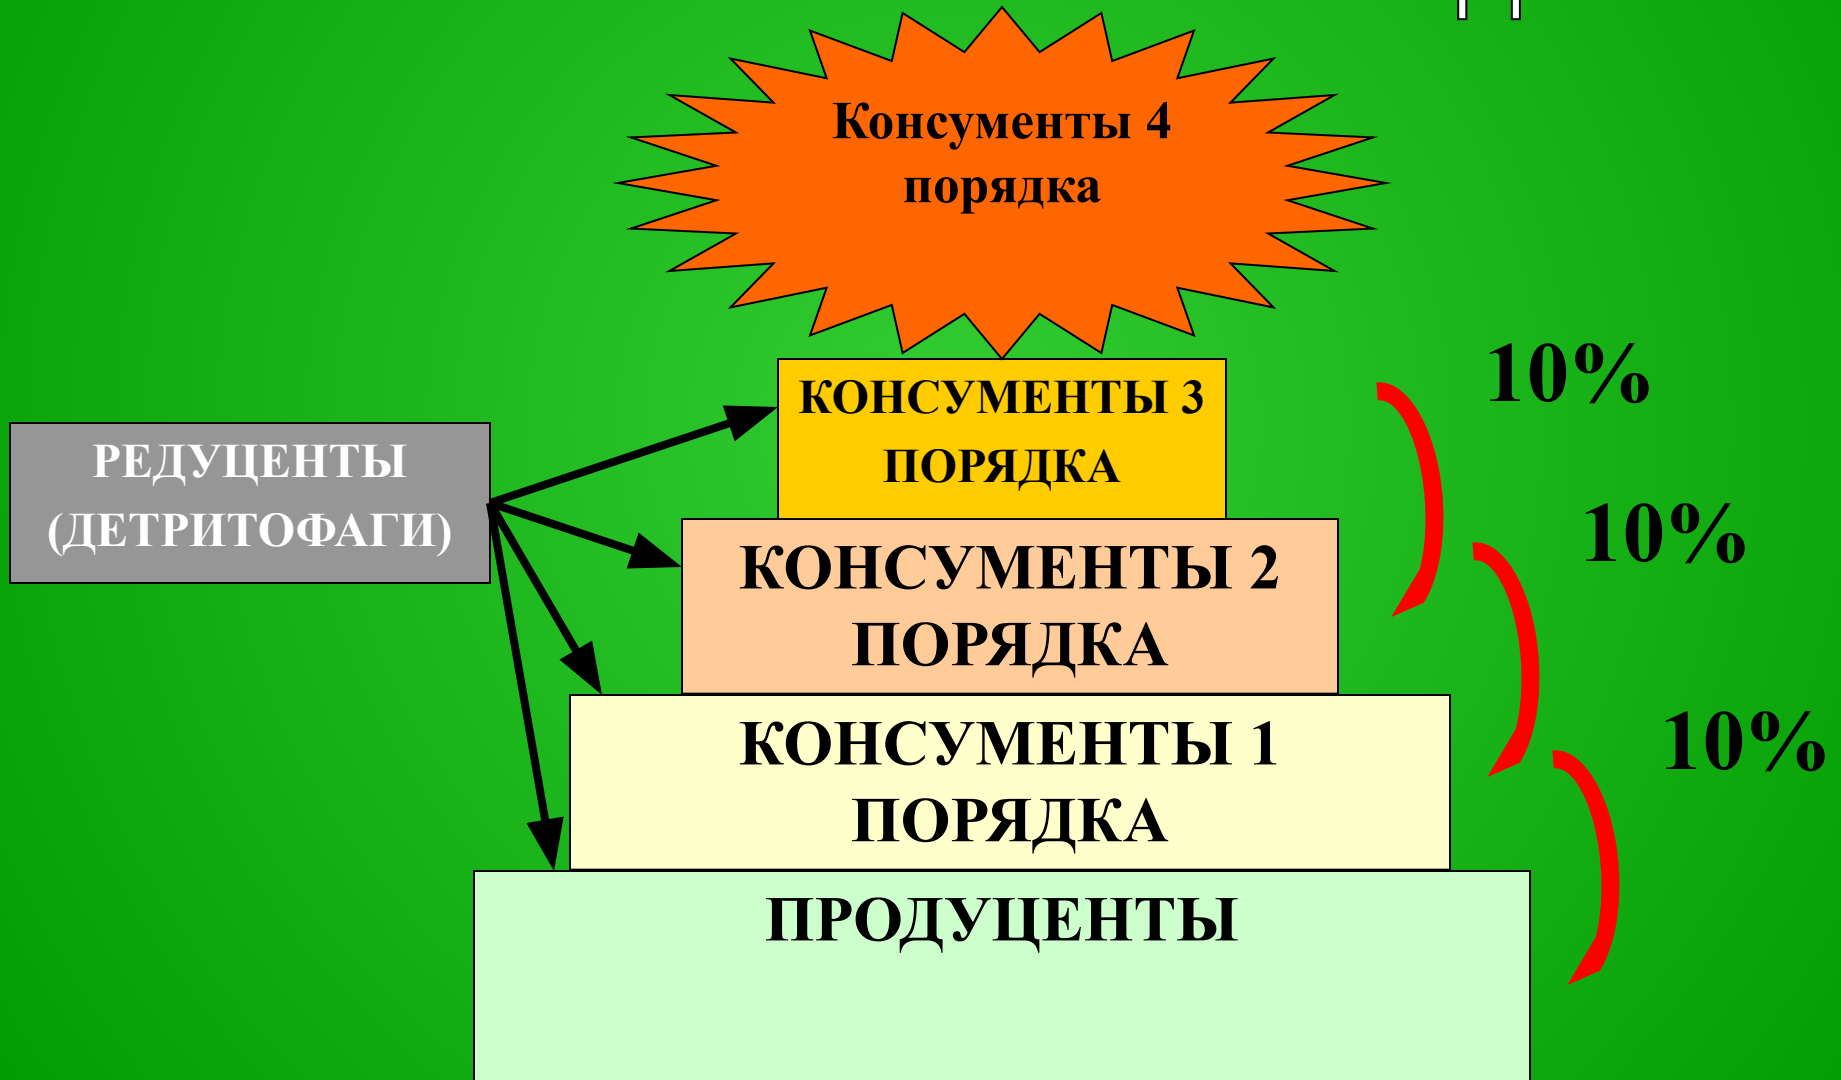 Консументы 4
порядка
КОНСУМЕНТЫ 3
ПОРЯДКА
10%
РЕДУЦЕНТЫ
(ДЕТРИТОФАГИ)
КОНСУМЕНТЫ 2
ПОРЯДКА
10%
КОНСУМЕНТЫ 1
ПОРЯДКА
10%
ПРОДУЦЕНТЫ